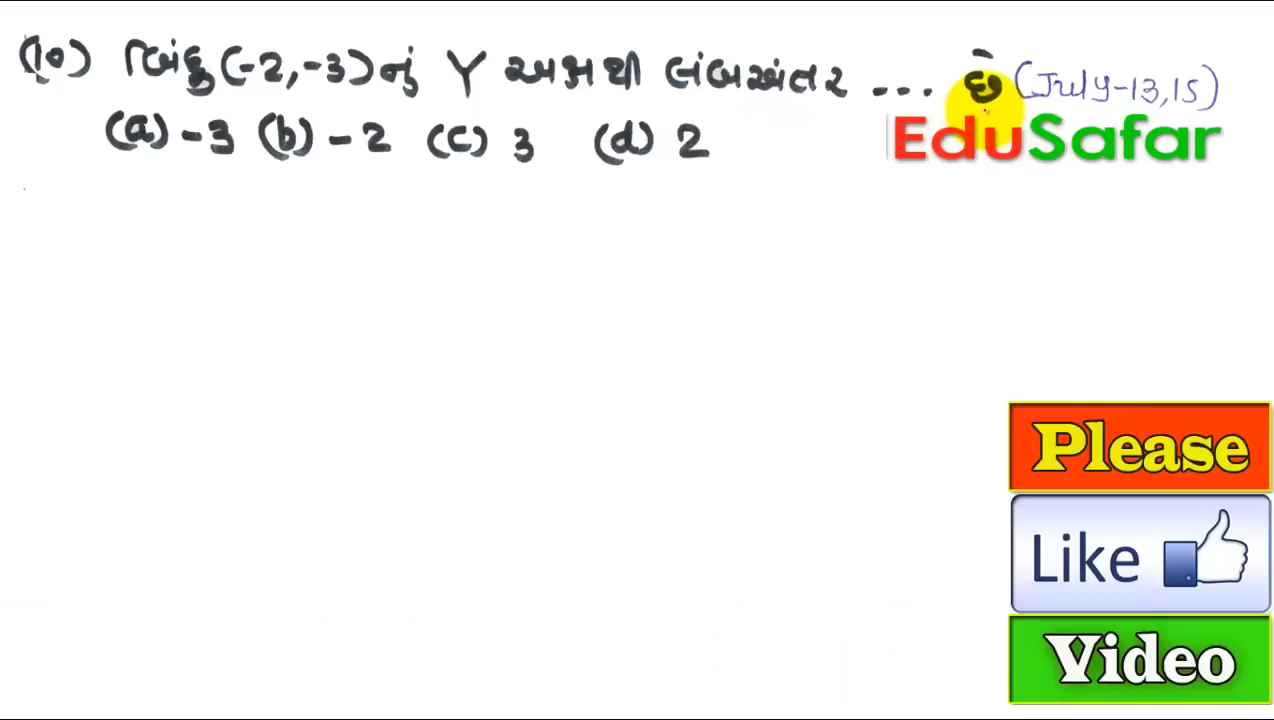 (10) બિંદુ (-2, -3) નું Y અક્ષથી લંબઅંતર ... છે (July-13,15)
(a) -3 (b) -2 (c) 3 (d) 2
EduSafar
Please
Like
Video